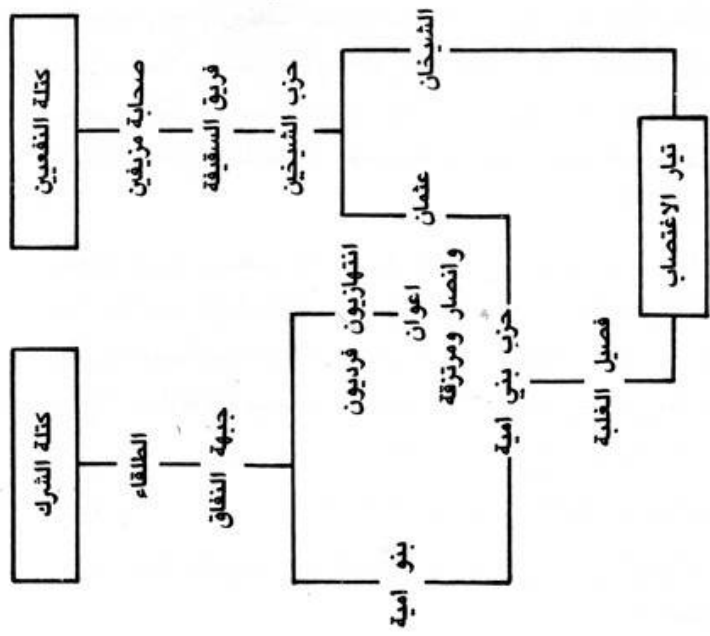 كتلة النفعيين
صحابة مزيفين
فريق السقيفة
حزب الشيخين
الشيخان
عثمان
كتلة الشرك
الطلقاء
جبهة النفاق
انتهازيون فرديون
اعوان
وانصار ومرتزقة
بنو امية
حزب بني امية
فصيل الغلبة
تيار الاغتصاب